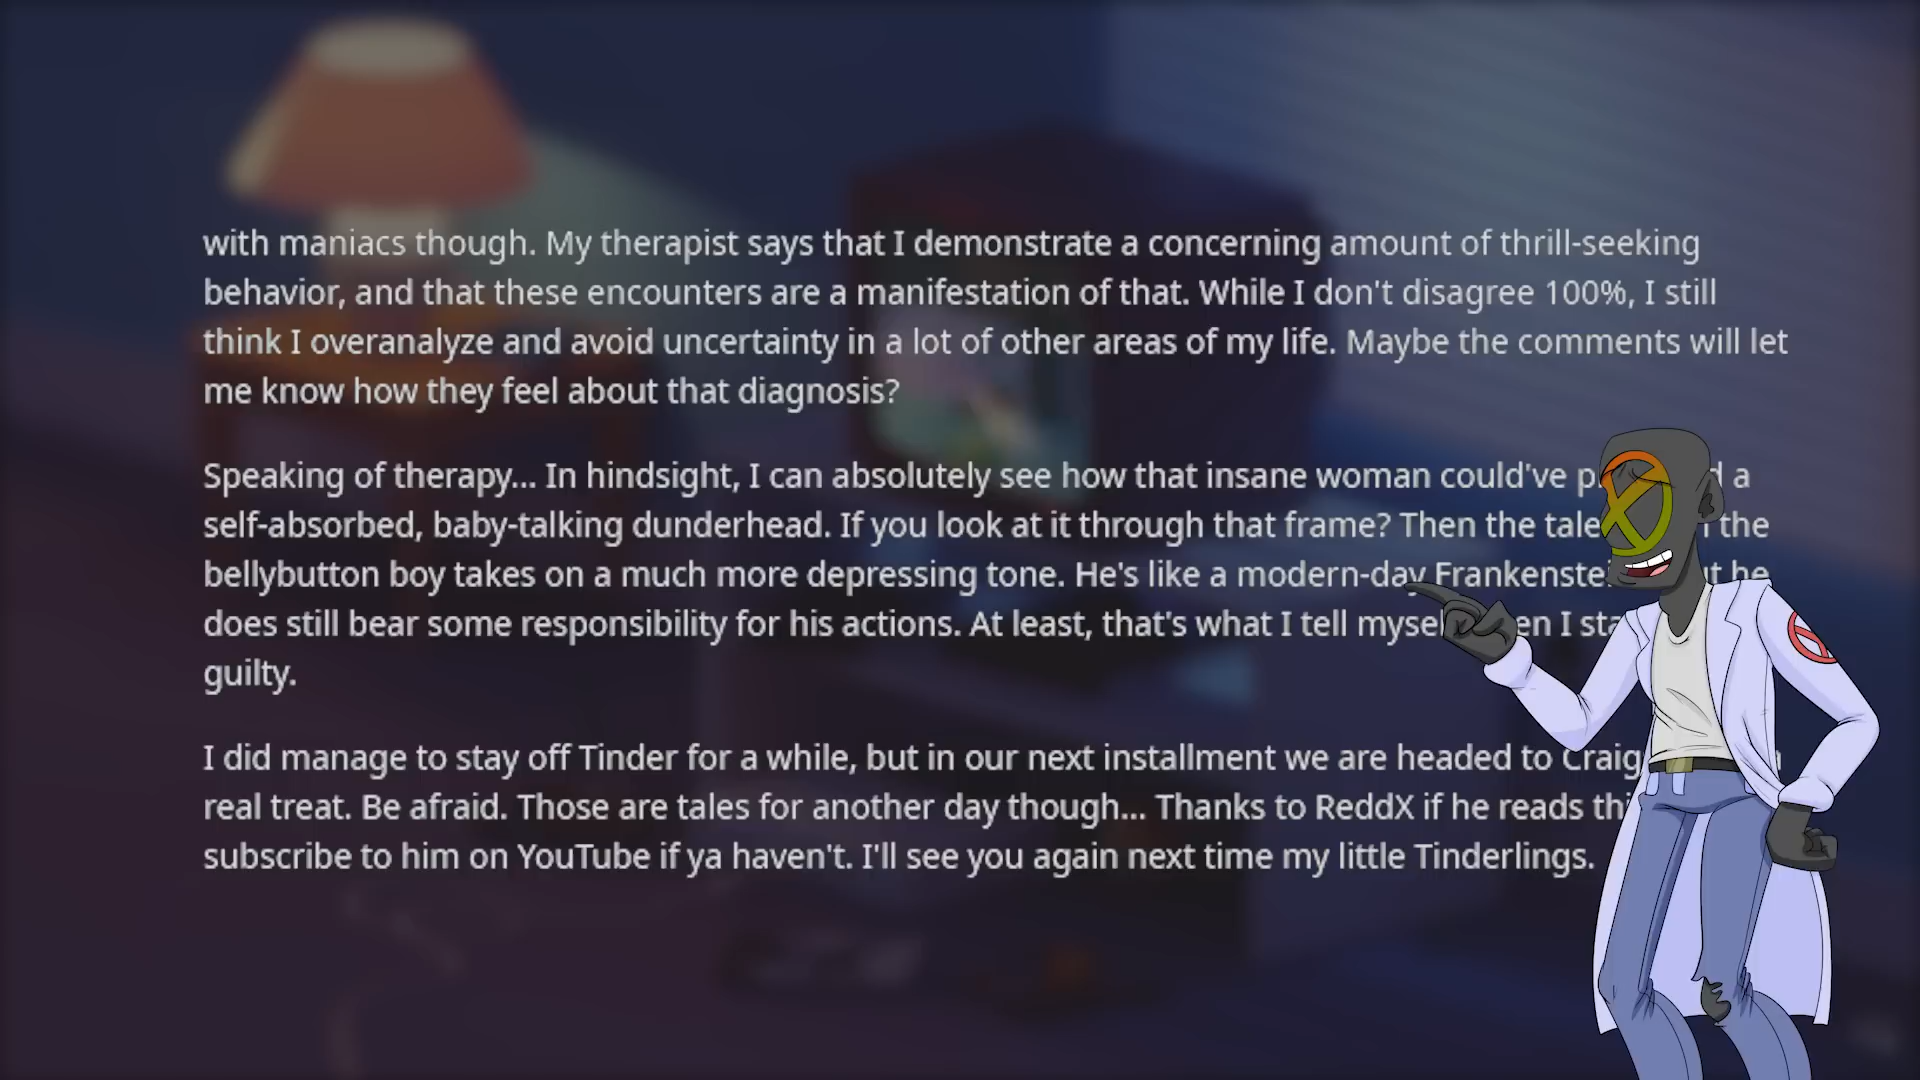 with maniacs though. My therapist says that I demonstrate a concerning amount of thrill-seeking
behavior, and that these encounters are a manifestation of that. While I don't disagree 100%, I still
think I overanalyze and avoid uncertainty in a lot of other areas of my life. Maybe the comments will let
me know how they feel about that diagnosis?
Speaking of therapy... In hindsight, I can absolutely see how that insane woman could've a
self-absorbed, baby-talking dunderhead. If you look at it through that frame? Then the tale the
bellybutton boy takes on a much more depressing tone. He's like a modern-day he
does still bear some responsibility for his actions. At least, that's what I tell I
guilty.
I did manage to stay off Tinder for a while, but in our next installment we are headed to
real treat. Be afraid. Those are tales for another day though... Thanks to ReddX if he reads
subscribe to him on YouTube if ya haven't. I'll see you again next time my little Tinderlings.